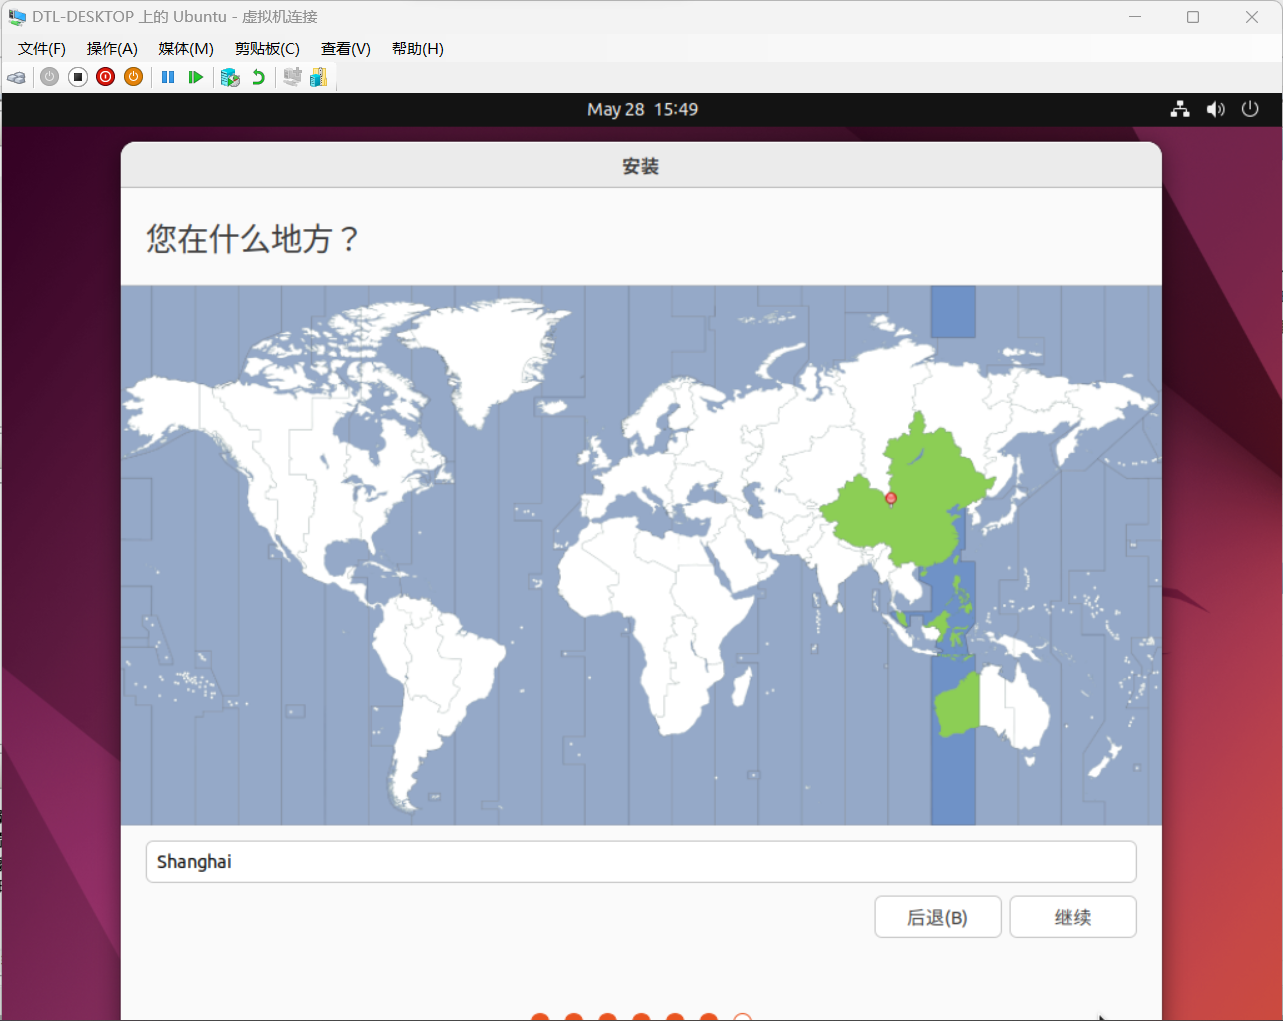 DTL-DESKTOP 上的 Ubuntu - 虚拟机连接
文件(F) 操作(A) 媒体(M) 剪贴板(C) 查看(V) 帮助(H)
May 28 15:49
安装
您在什么地方？
Shanghai
后退(B) 继续